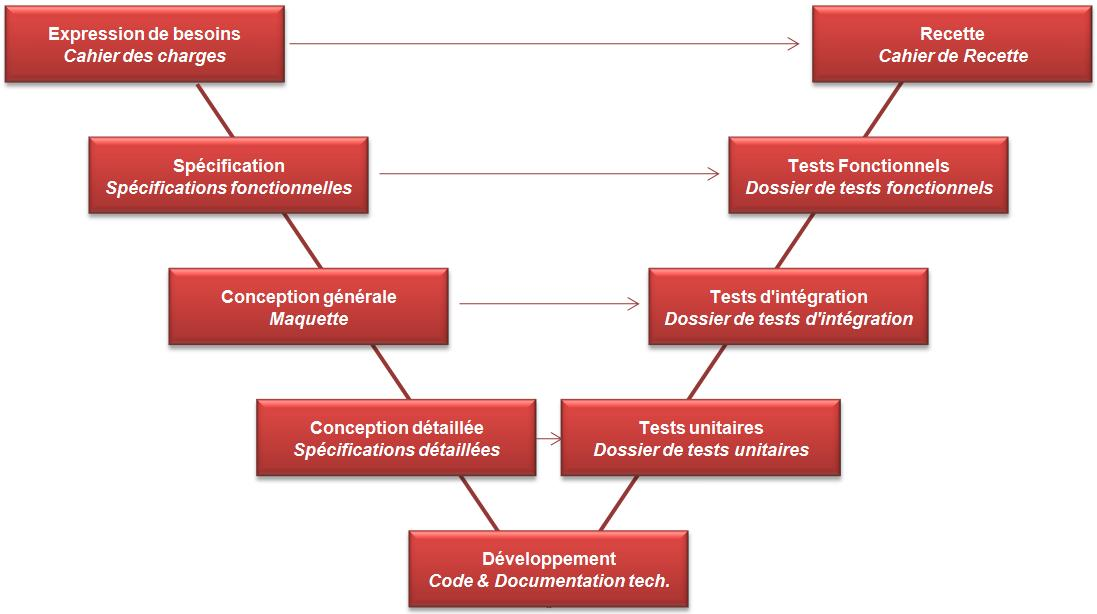 Expression de besoins
Cahier des charges
Recette
Cahier de Recette
Spécification
Spécifications fonctionnelles
Tests Fonctionnels
Dossier de tests fonctionnels
Conception générale
Maquette
Tests d'intégration
Dossier de tests d'intégration
Conception détaillée
Spécifications détaillées
Tests unitaires
Dossier de tests unitaires
Développement
Code & Documentation tech.